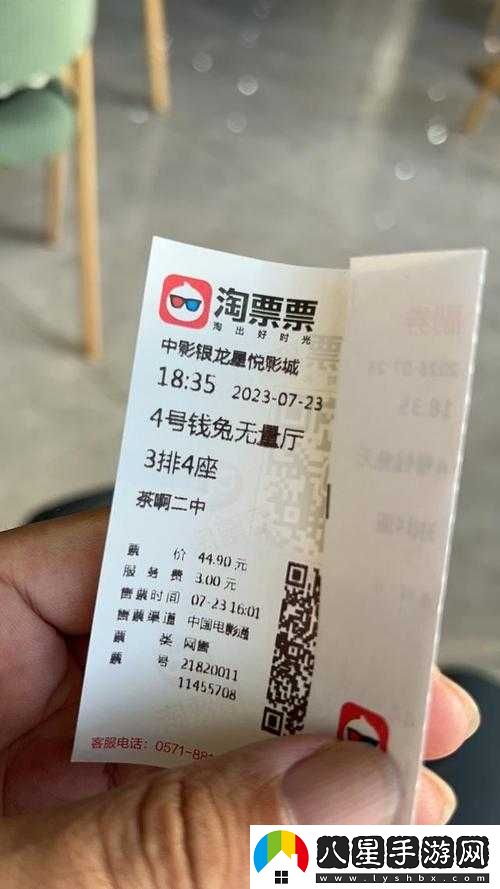 淘票票
淘出好时光
中影银龙星悦影城
18:35 2023-07-23
4号钱兔无量厅
3排4座
茶啊二中
票价 44.90元
服务费 3.00元
售票时间 07-23 16:01
售票渠道 中国电影通
票类 网售
票号 21820011
11455708
客服电话：0571-88
八星手游网
www.lyshbx.com